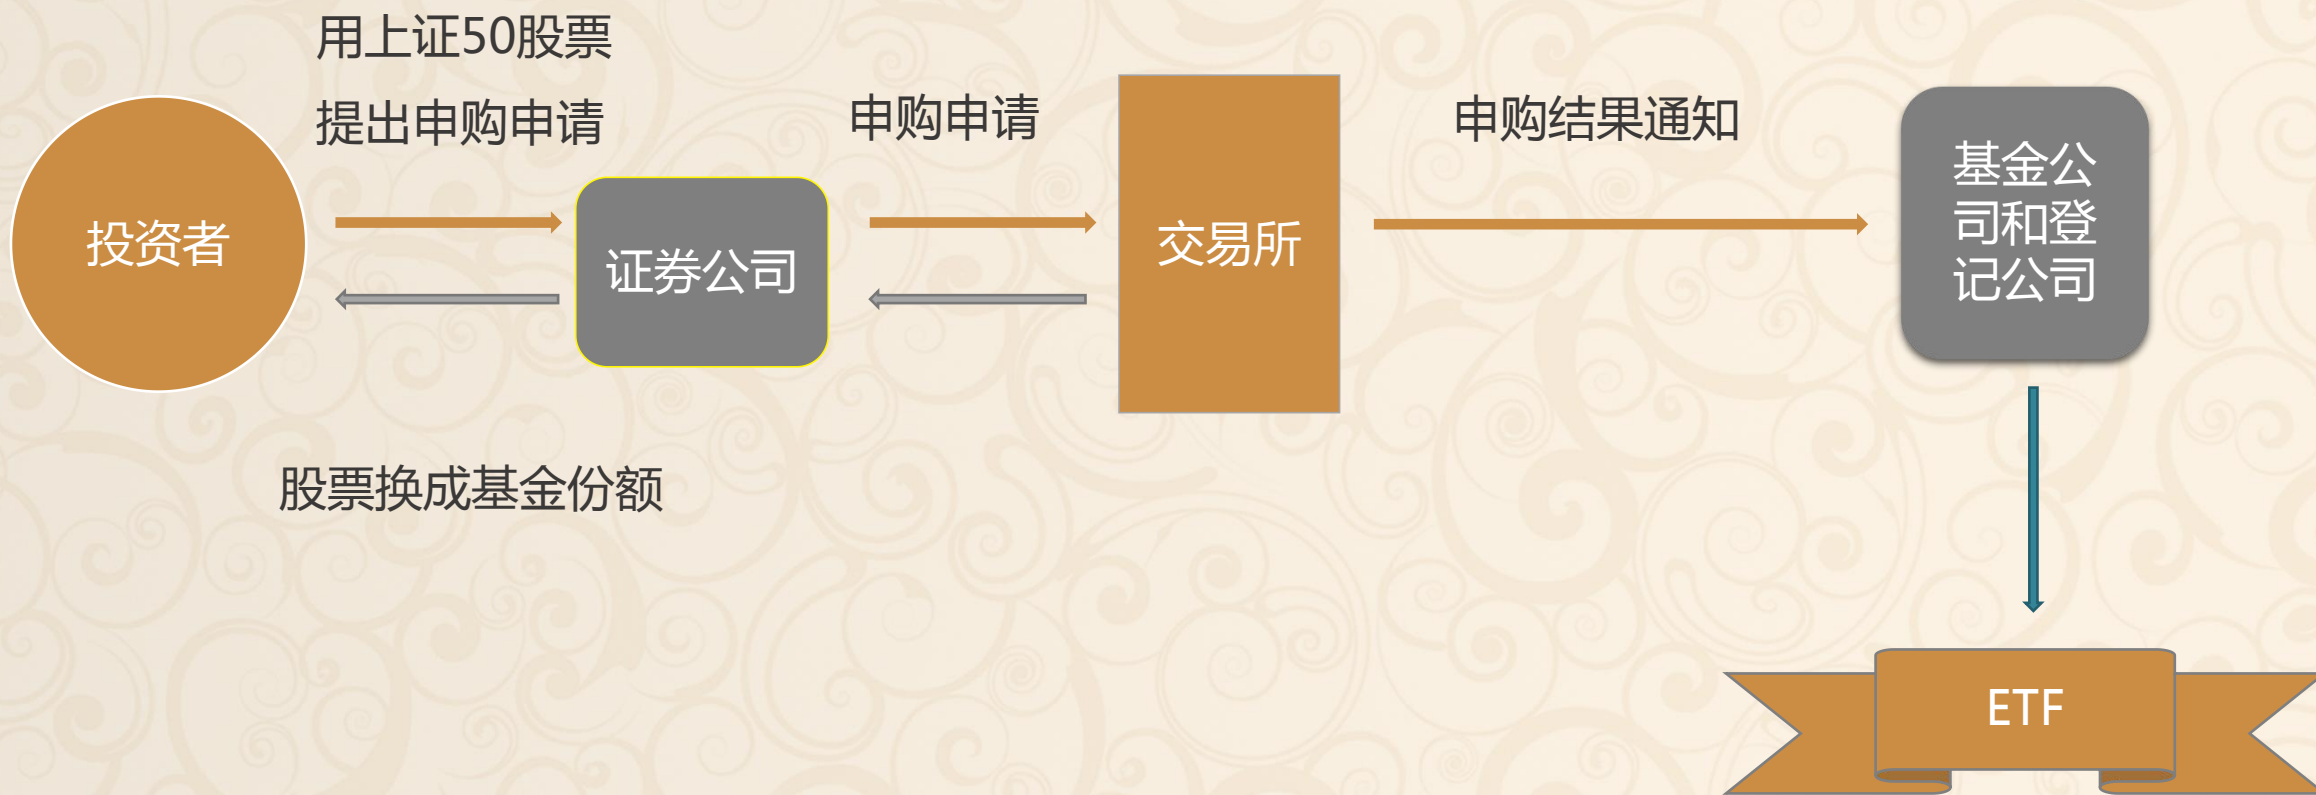 用上证50股票
提出申购申请
申购申请
申购结果通知
投资者
证券公司
交易所
基金公
司和登
记公司
股票换成基金份额
ETF